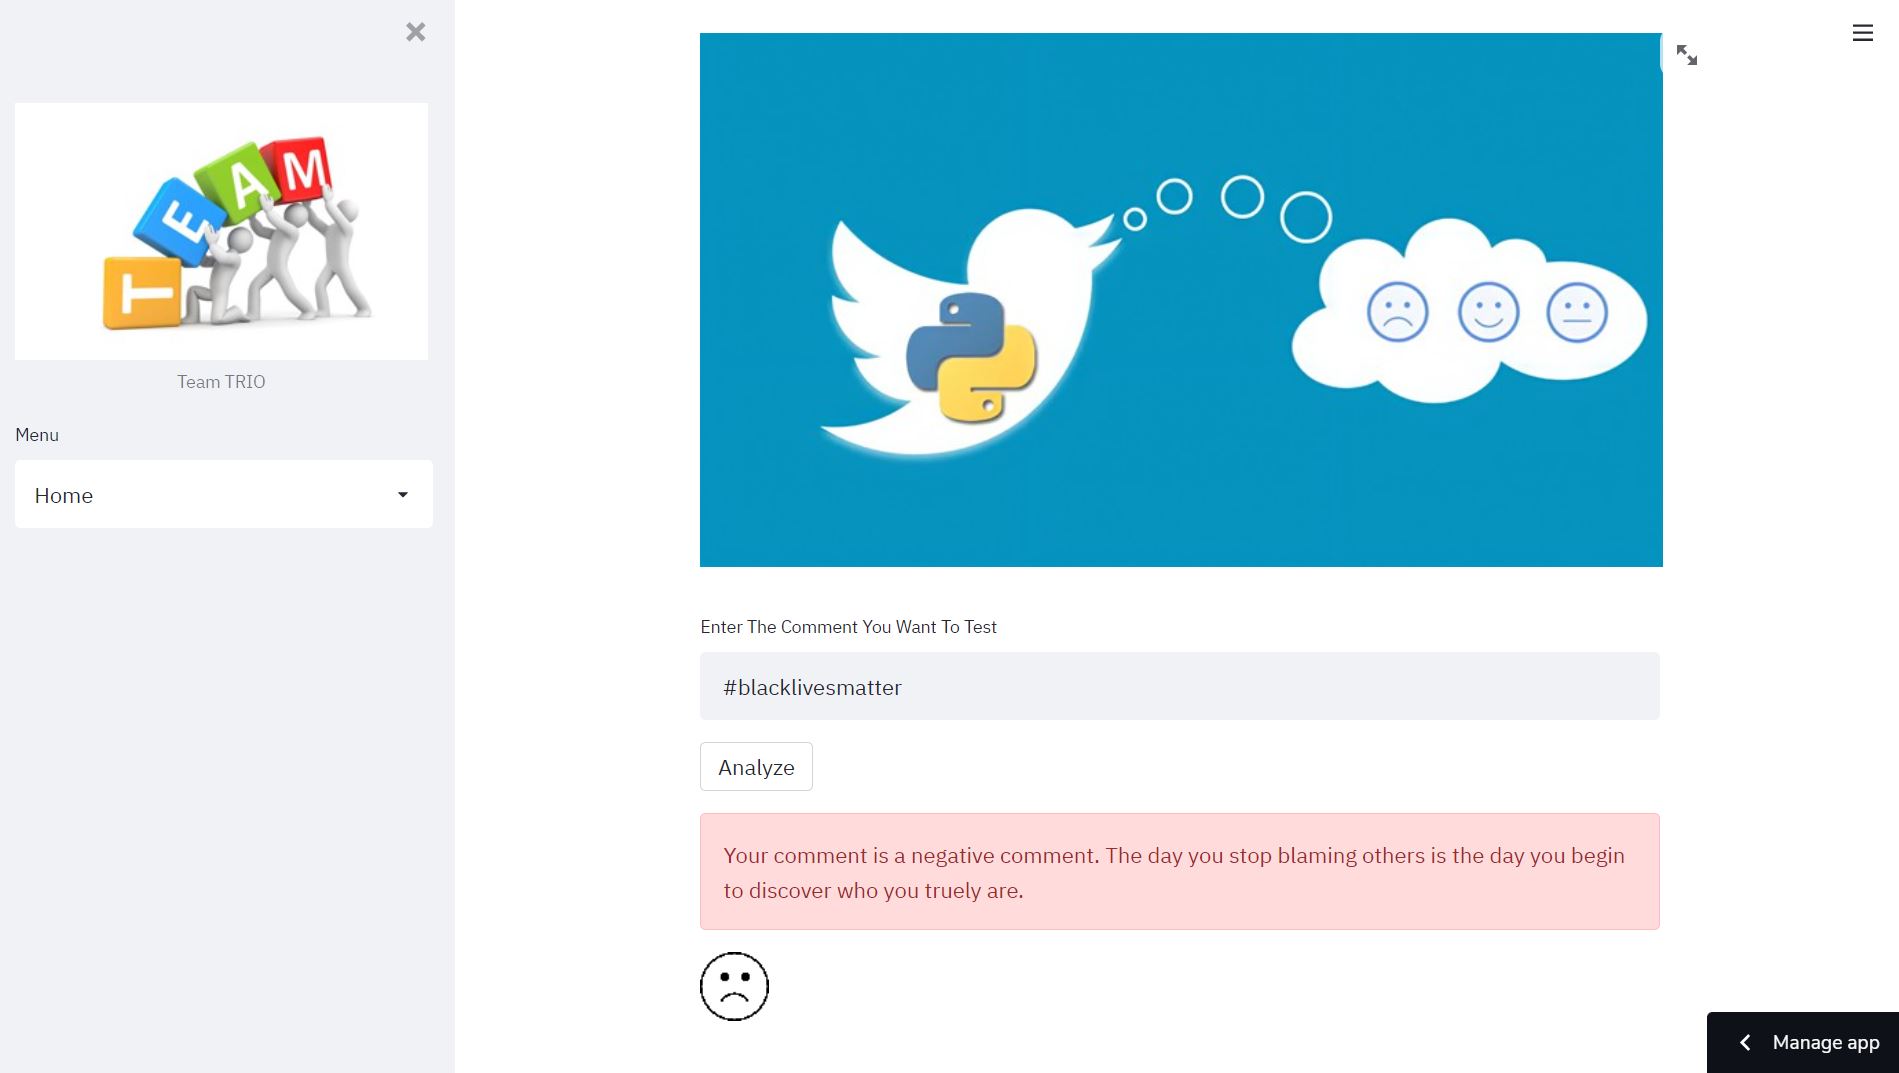 TEAM
Team TRIO
Menu
Home
Enter The Comment You Want To Test
#blacklivesmatter
Analyze
Your comment is a negative comment. The day you stop blaming others is the day you begin
to discover who you truely are.
Manage app